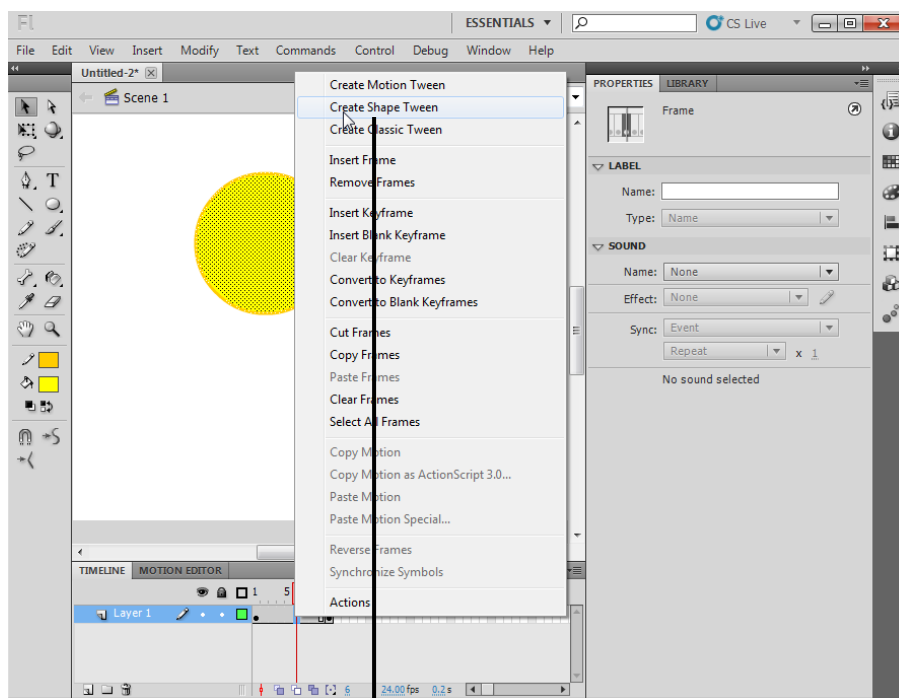 Fl
ESSENTIALS
CS Live
File Edit View Insert Modify Text Commands Control Debug Window Help
Untitled-2*
Scene 1
Create Motion Tween
Create Shape Tween
Create Classic Tween
Insert Frame
Remove Frames
Insert Keyframe
Insert Blank Keyframe
Clear Keyframe
Convert to Keyframes
Convert to Blank Keyframes
Cut Frames
Copy Frames
Paste Frames
Clear Frames
Select All Frames
Copy Motion
Copy Motion as ActionScript 3.0...
Paste Motion
Paste Motion Special...
Reverse Frames
Synchronize Symbols
Actions
PROPERTIES LIBRARY
Frame
LABEL
Name:
Type: Name
SOUND
Name: None
Effect: None
Sync: Event
Repeat x 1
No sound selected
TIMELINE MOTION EDITOR
1 5
Layer 1
6 24.00 fps 0.2 s